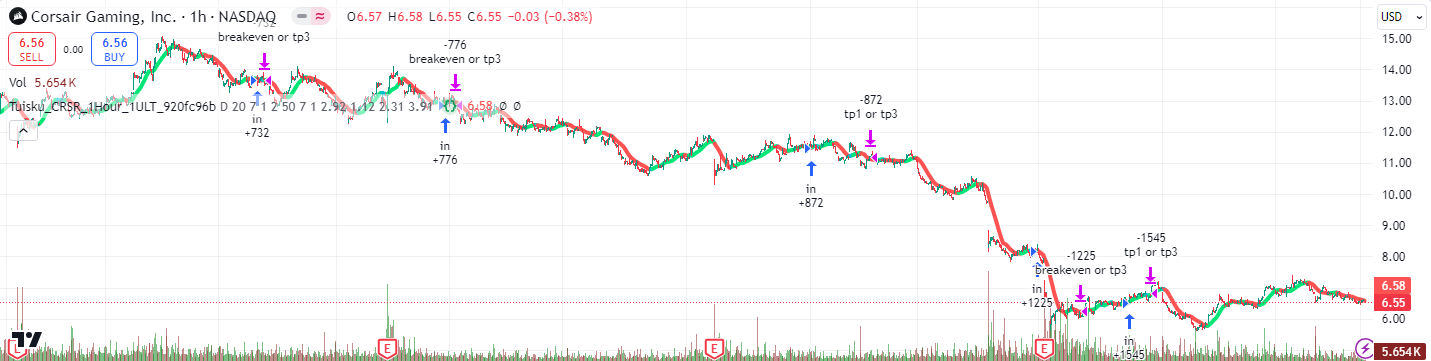 Corsair Gaming, Inc. · 1h · NASDAQ O6.57 H6.58 L6.55 C6.55 −0.03 (−0.38%)
USD
-732
breakeven or tp3
6.56
SELL
0.00
6.56
BUY
Vol 5.654K
Tuisku_CRSR_1Hour_1ULT_920fc96b D 20 7 1 2 50 7 1 2.92 1.12 2.31 3.91 6.58 Ø Ø
in
+732
-776
breakeven or tp3
in
+776
-872
tp1 or tp3
in
+872
-1225
breakeven or tp3
in
+1225
-1545
tp1 or tp3
in
+1545
15.00
14.00
13.00
12.00
11.00
10.00
9.00
8.00
6.58
6.55
6.00
5.654K
E
E
E